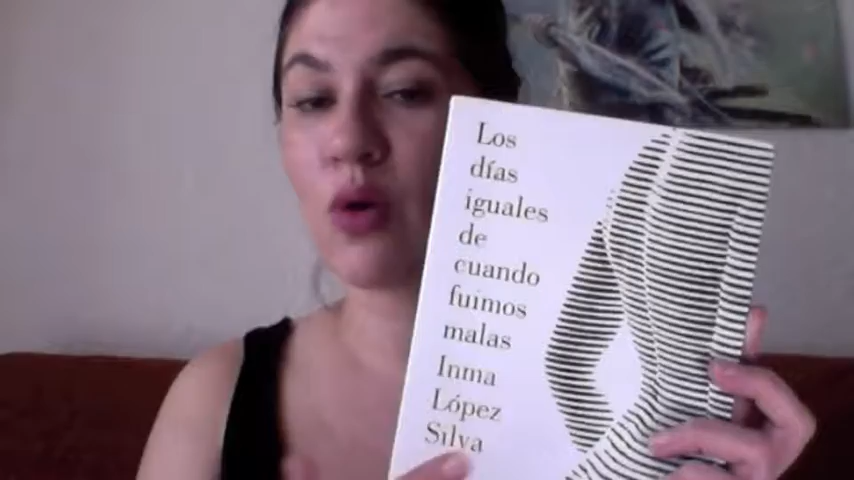 Los
días
iguales
de
cuando
fuimos
malas
Inma
López
Silva